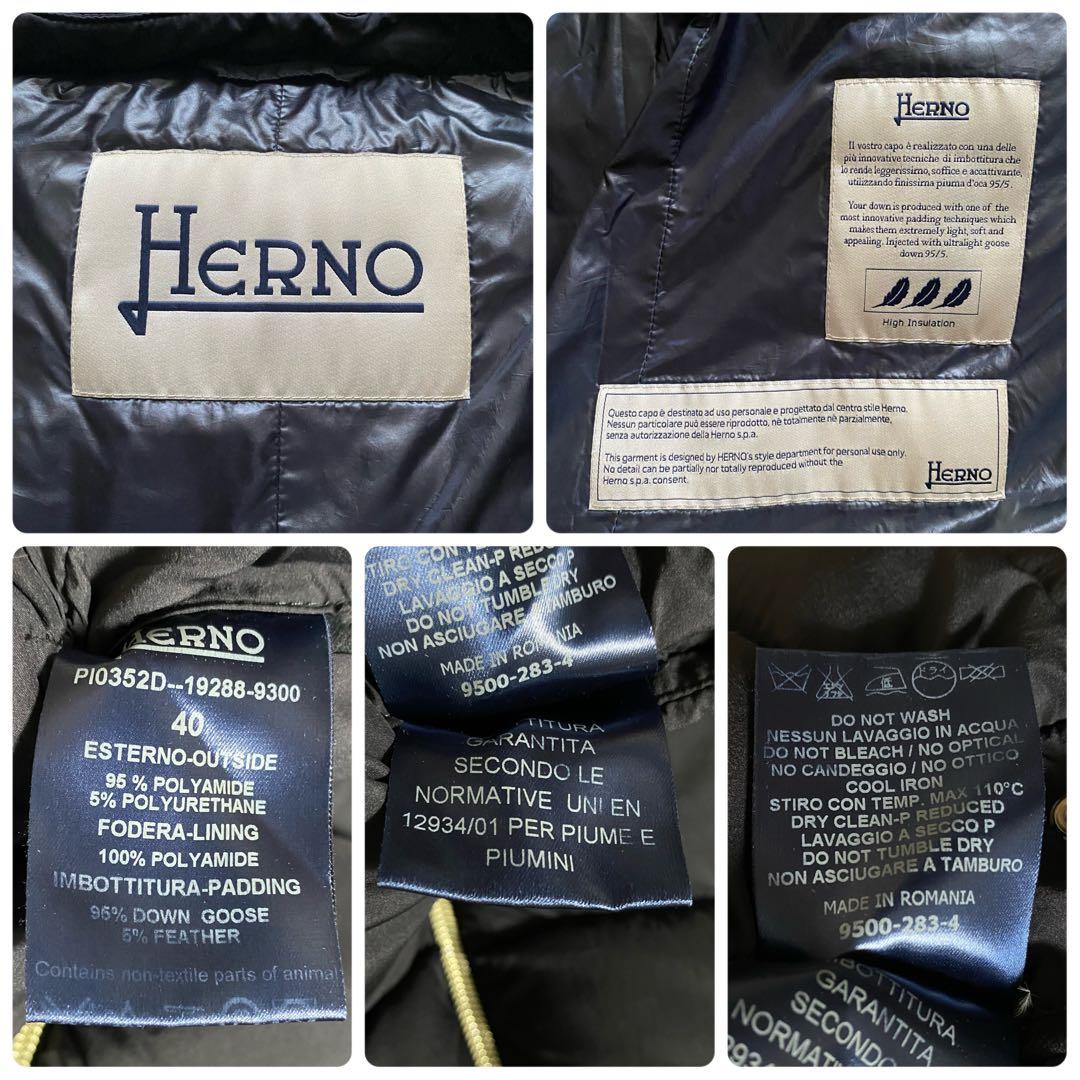 HERNO
HERNO
Il vostro capo è realizzato con una delle
più innovative tecniche di imbottitura che
lo rende leggerissimo, soffice e accattivante,
utilizzando finissima piuma d'oca 95/5.
Your down is produced with one of the
most innovative padding techniques which
makes them extremely light, soft and
appealing. Injected with ultralight goose
down 95/5.
High Insulation
Questo capo è destinato ad uso personale e progettato dal centro stile Herno.
Nessun particolare può essere riprodotto, nè totalmente nè parzialmente,
senza autorizzazione della Herno s.p.a.
This garment is designed by HERNO's style department for personal use only.
No detail can be partially nor totally reproduced without the
Herno s.p.a. consent.
HERNO
HERNO
PI0352D--19288-9300
40
ESTERNO-OUTSIDE
95 % POLYAMIDE
5% POLYURETHANE
FODERA-LINING
100% POLYAMIDE
IMBOTTITURA-PADDING
95% DOWN GOOSE
5% FEATHER
Contains non-textile parts of animal
TIRO CON
DRY CLEAN-P REDUCED
LAVAGGIO A SECCO P
DO NOT TUMBLE DRY
NON ASCIUGARE A TAMBURO
MADE IN ROMANIA
9500-283-4
TITURA
GARANTITA
SECONDO LE
NORMATIVE UNI EN
12934/01 PER PIUME E
PIUMINI
DO NOT WASH
NESSUN LAVAGGIO IN ACQUA
DO NOT BLEACH / NO OPTICAL
NO CANDEGGIO / NO OTTICO
COOL IRON
STIRO CON TEMP. MAX 110°C
DRY CLEAN-P REDUCED
LAVAGGIO A SECCO P
DO NOT TUMBLE DRY
NON ASCIUGARE A TAMBURO
MADE IN ROMANIA
9500-283-4
BOTTITURA
GARANTITA
SECONDO
NORMATIV
2934/01